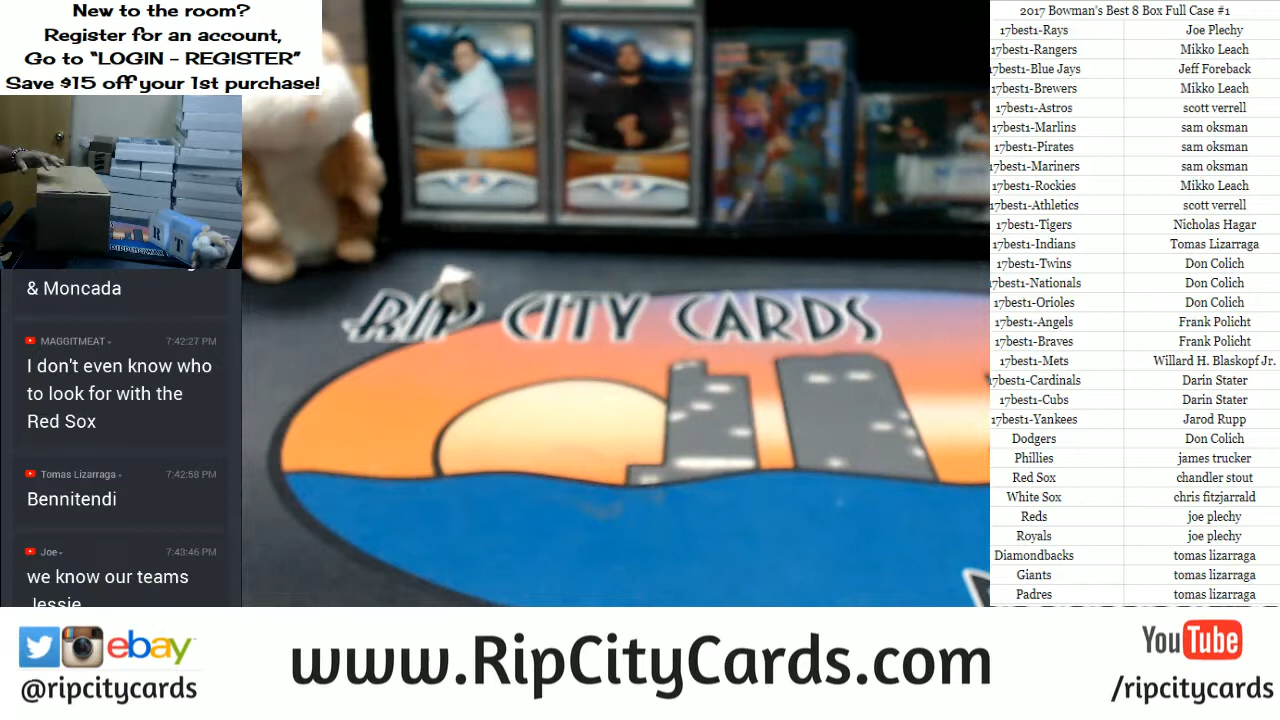 New to the room?
Register for an account,
Go to “LOGIN - REGISTER”
Save $15 off your 1st purchase!
& Moncada
MAGGITMEAT 7:42:27 PM
I don't even know who
to look for with the
Red Sox
Tomas Lizarraga 7:42:58 PM
Bennitendi
Joe 7:43:46 PM
we know our teams
Jessie
R T
RIP CITY CARDS
2017 Bowman's Best 8 Box Full Case #1
17best1-Rays Joe Plechy
17best1-Rangers Mikko Leach
17best1-Blue Jays Jeff Foreback
17best1-Brewers Mikko Leach
17best1-Astros scott verrell
17best1-Marlins sam oksman
17best1-Pirates sam oksman
17best1-Mariners sam oksman
17best1-Rockies Mikko Leach
17best1-Athletics scott verrell
17best1-Tigers Nicholas Hagar
17best1-Indians Tomas Lizarraga
17best1-Twins Don Colich
17best1-Nationals Don Colich
17best1-Orioles Don Colich
17best1-Angels Frank Policht
17best1-Braves Frank Policht
17best1-Mets Willard H. Blaskopf Jr.
17best1-Cardinals Darin Stater
17best1-Cubs Darin Stater
17best1-Yankees Jarod Rupp
Dodgers Don Colich
Phillies james trucker
Red Sox chandler stout
White Sox chris fitzjarrald
Reds joe plechy
Royals joe plechy
Diamondbacks tomas lizarraga
Giants tomas lizarraga
Padres tomas lizarraga
ebay
@ripcitycards
www.RipCityCards.com
YouTube
/ripcitycards